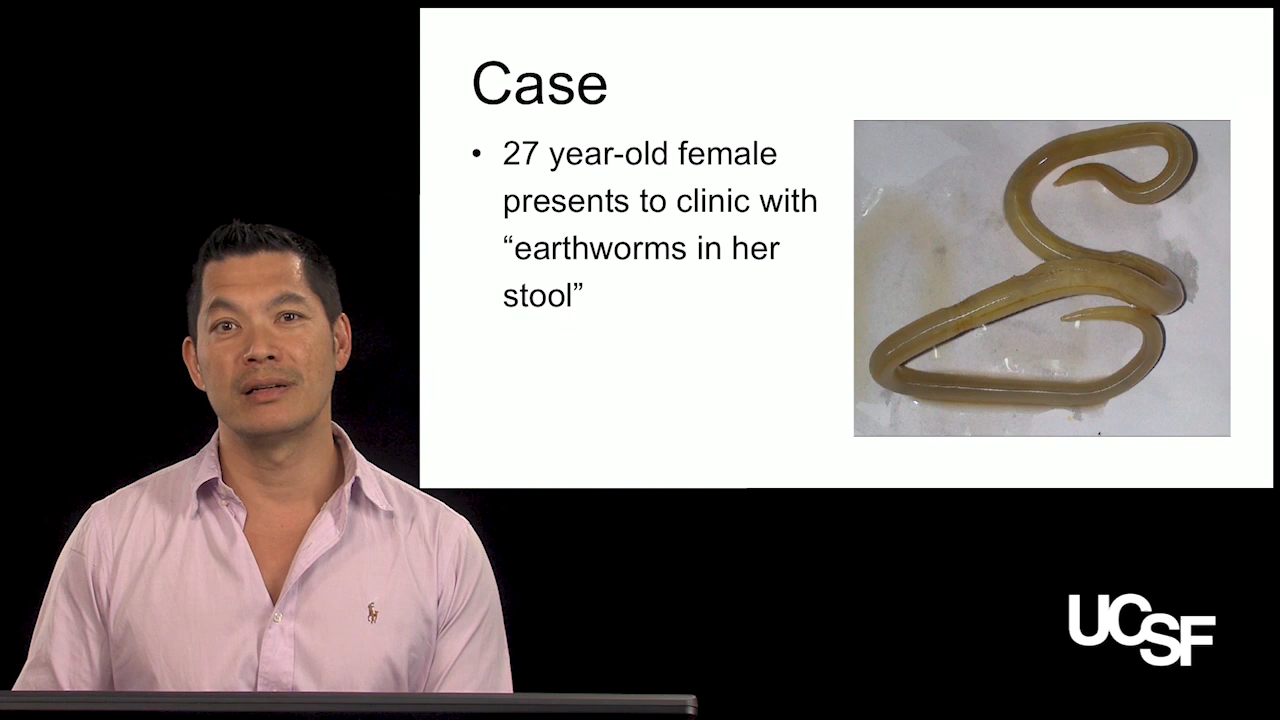 Case
• 27 year-old female
presents to clinic with
“earthworms in her
stool”
UCSF